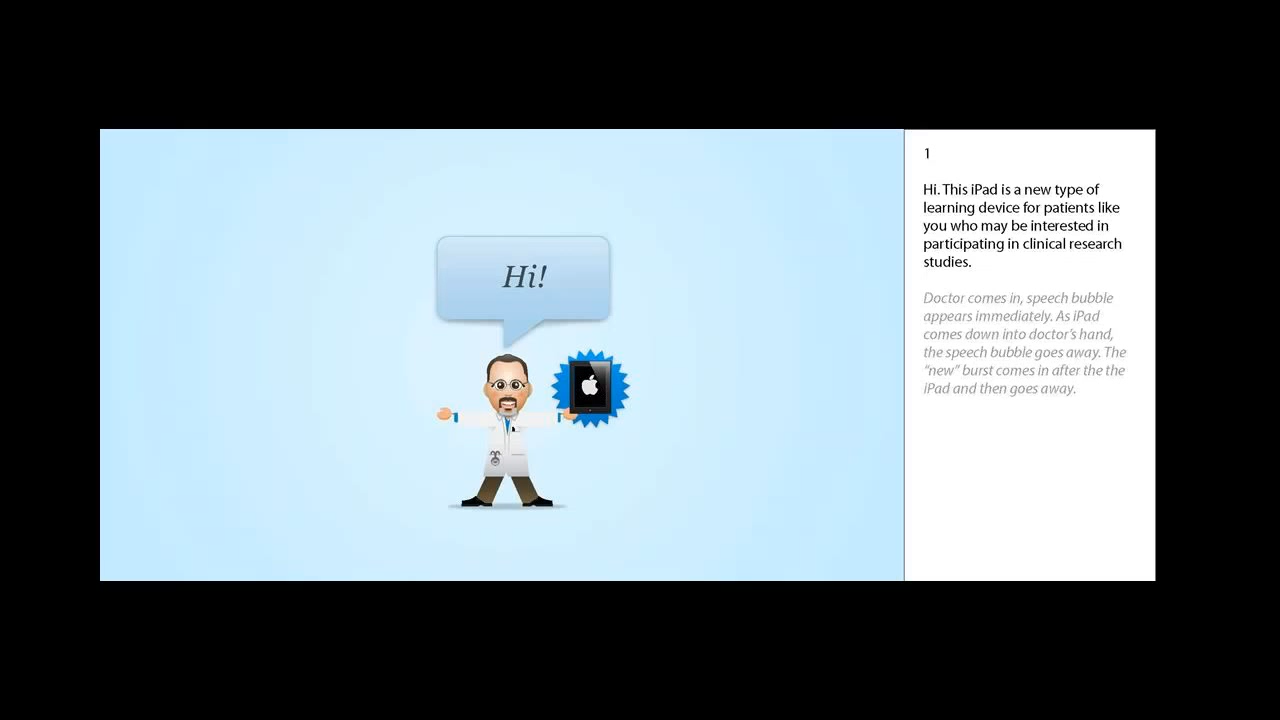 Hi!
1
Hi. This iPad is a new type of
learning device for patients like
you who may be interested in
participating in clinical research
studies.
Doctor comes in, speech bubble
appears immediately. As iPad
comes down into doctor's hand,
the speech bubble goes away. The
"new" burst comes in after the the
iPad and then goes away.